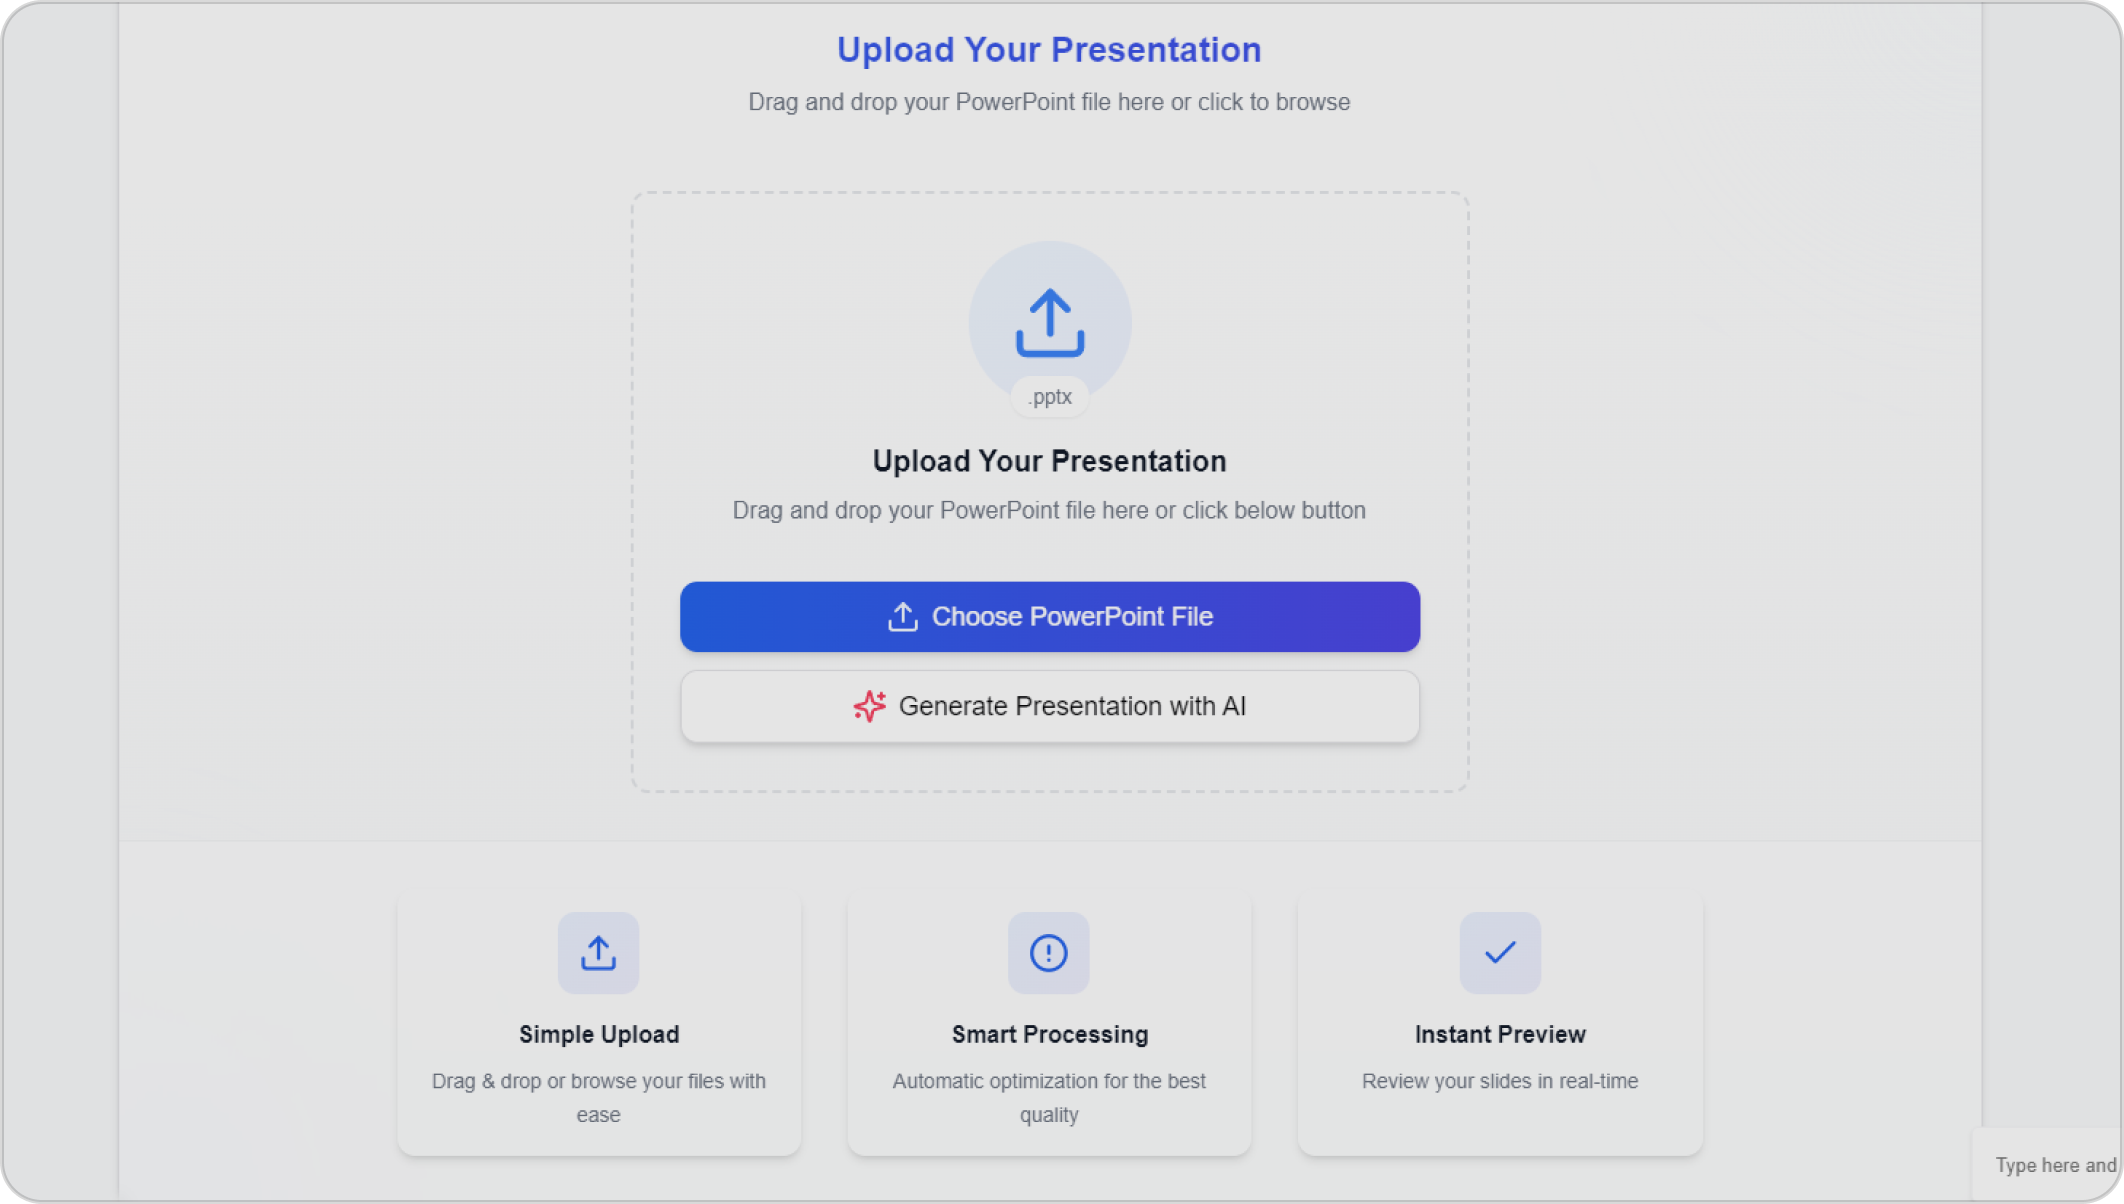 Upload Your Presentation
Drag and drop your PowerPoint file here or click to browse
.pptx
Upload Your Presentation
Drag and drop your PowerPoint file here or click below button
Choose PowerPoint File
Generate Presentation with AI
Simple Upload
Drag & drop or browse your files with
ease
Smart Processing
Automatic optimization for the best
quality
Instant Preview
Review your slides in real-time
Type here and